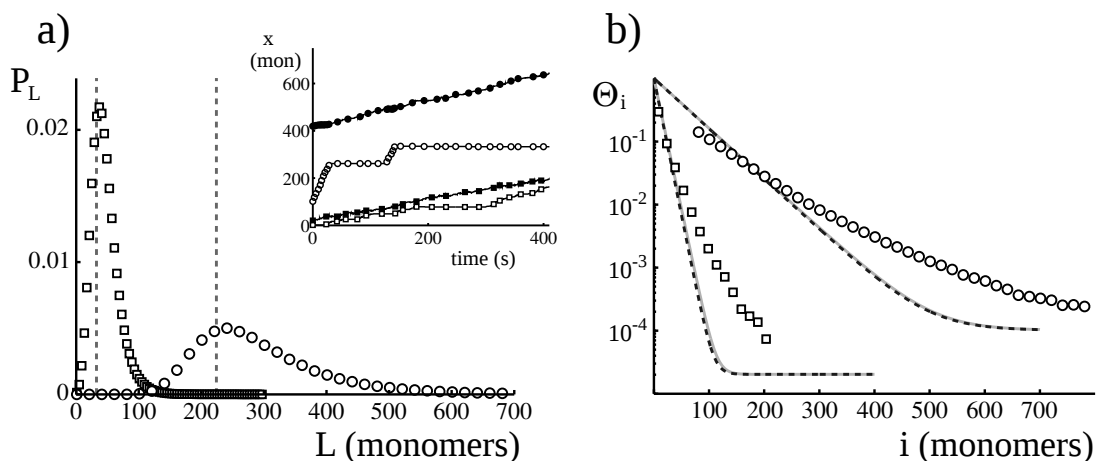 a)
P_L
0.02
0.01
0
0 100 200 300 400 500 600 700
L (monomers)
x
(mon)
600
400
200
0
0 200 400
time (s)
b)
Θ_i
10^-1
10^-2
10^-3
10^-4
100 200 300 400 500 600 700
i (monomers)